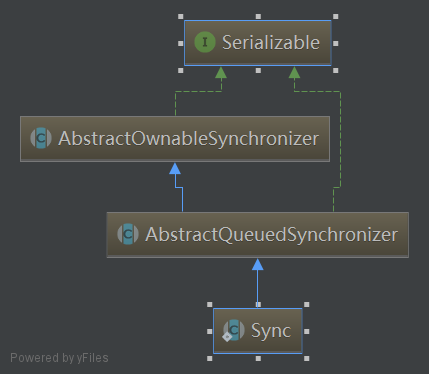 I Serializable
C AbstractOwnableSynchronizer
C AbstractQueuedSynchronizer
C Sync
Powered by yFiles